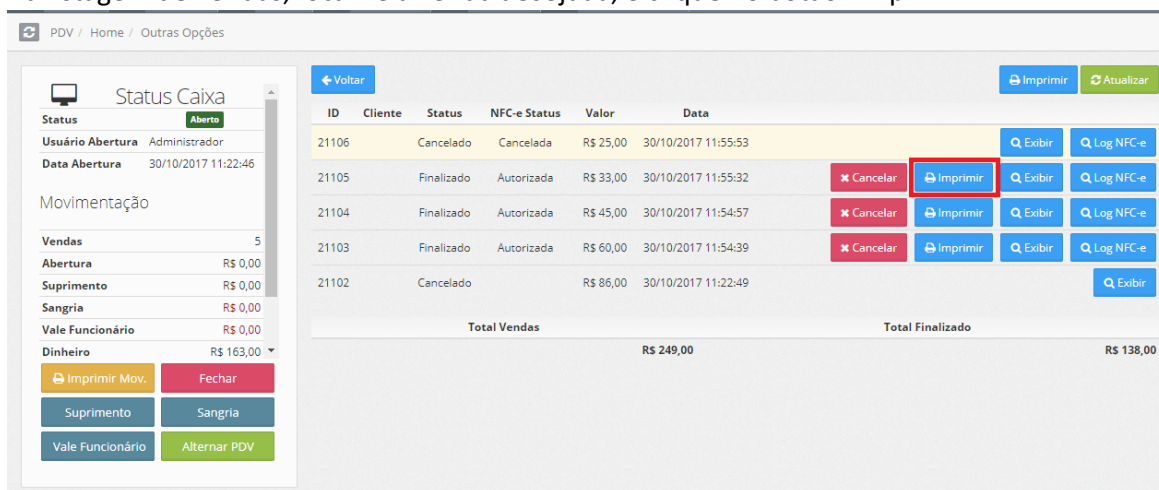 PDV / Home / Outras Opções
Status Caixa
Status Aberto
Usuário Abertura Administrador
Data Abertura 30/10/2017 11:22:46
Movimentação
Vendas 5
Abertura R$ 0,00
Suprimento R$ 0,00
Sangria R$ 0,00
Vale Funcionário R$ 0,00
Dinheiro R$ 163,00
Imprimir Mov. Fechar
Suprimento Sangria
Vale Funcionário Alternar PDV
Voltar Imprimir Atualizar
ID Cliente Status NFC-e Status Valor Data
21106 Cancelado Cancelada R$ 25,00 30/10/2017 11:55:53 Exibir Log NFC-e
21105 Finalizado Autorizada R$ 33,00 30/10/2017 11:55:32 Cancelar Imprimir Exibir Log NFC-e
21104 Finalizado Autorizada R$ 45,00 30/10/2017 11:54:57 Cancelar Imprimir Exibir Log NFC-e
21103 Finalizado Autorizada R$ 60,00 30/10/2017 11:54:39 Cancelar Imprimir Exibir Log NFC-e
21102 Cancelado R$ 86,00 30/10/2017 11:22:49 Exibir
Total Vendas Total Finalizado
R$ 249,00 R$ 138,00